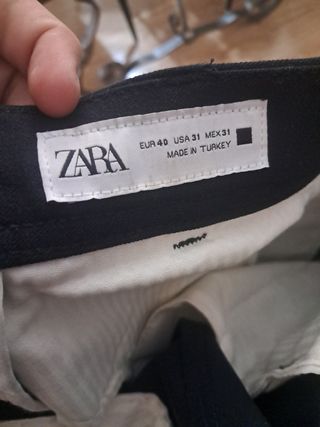 ZARA
EUR 40 USA 31 MEX 31
MADE IN TURKEY